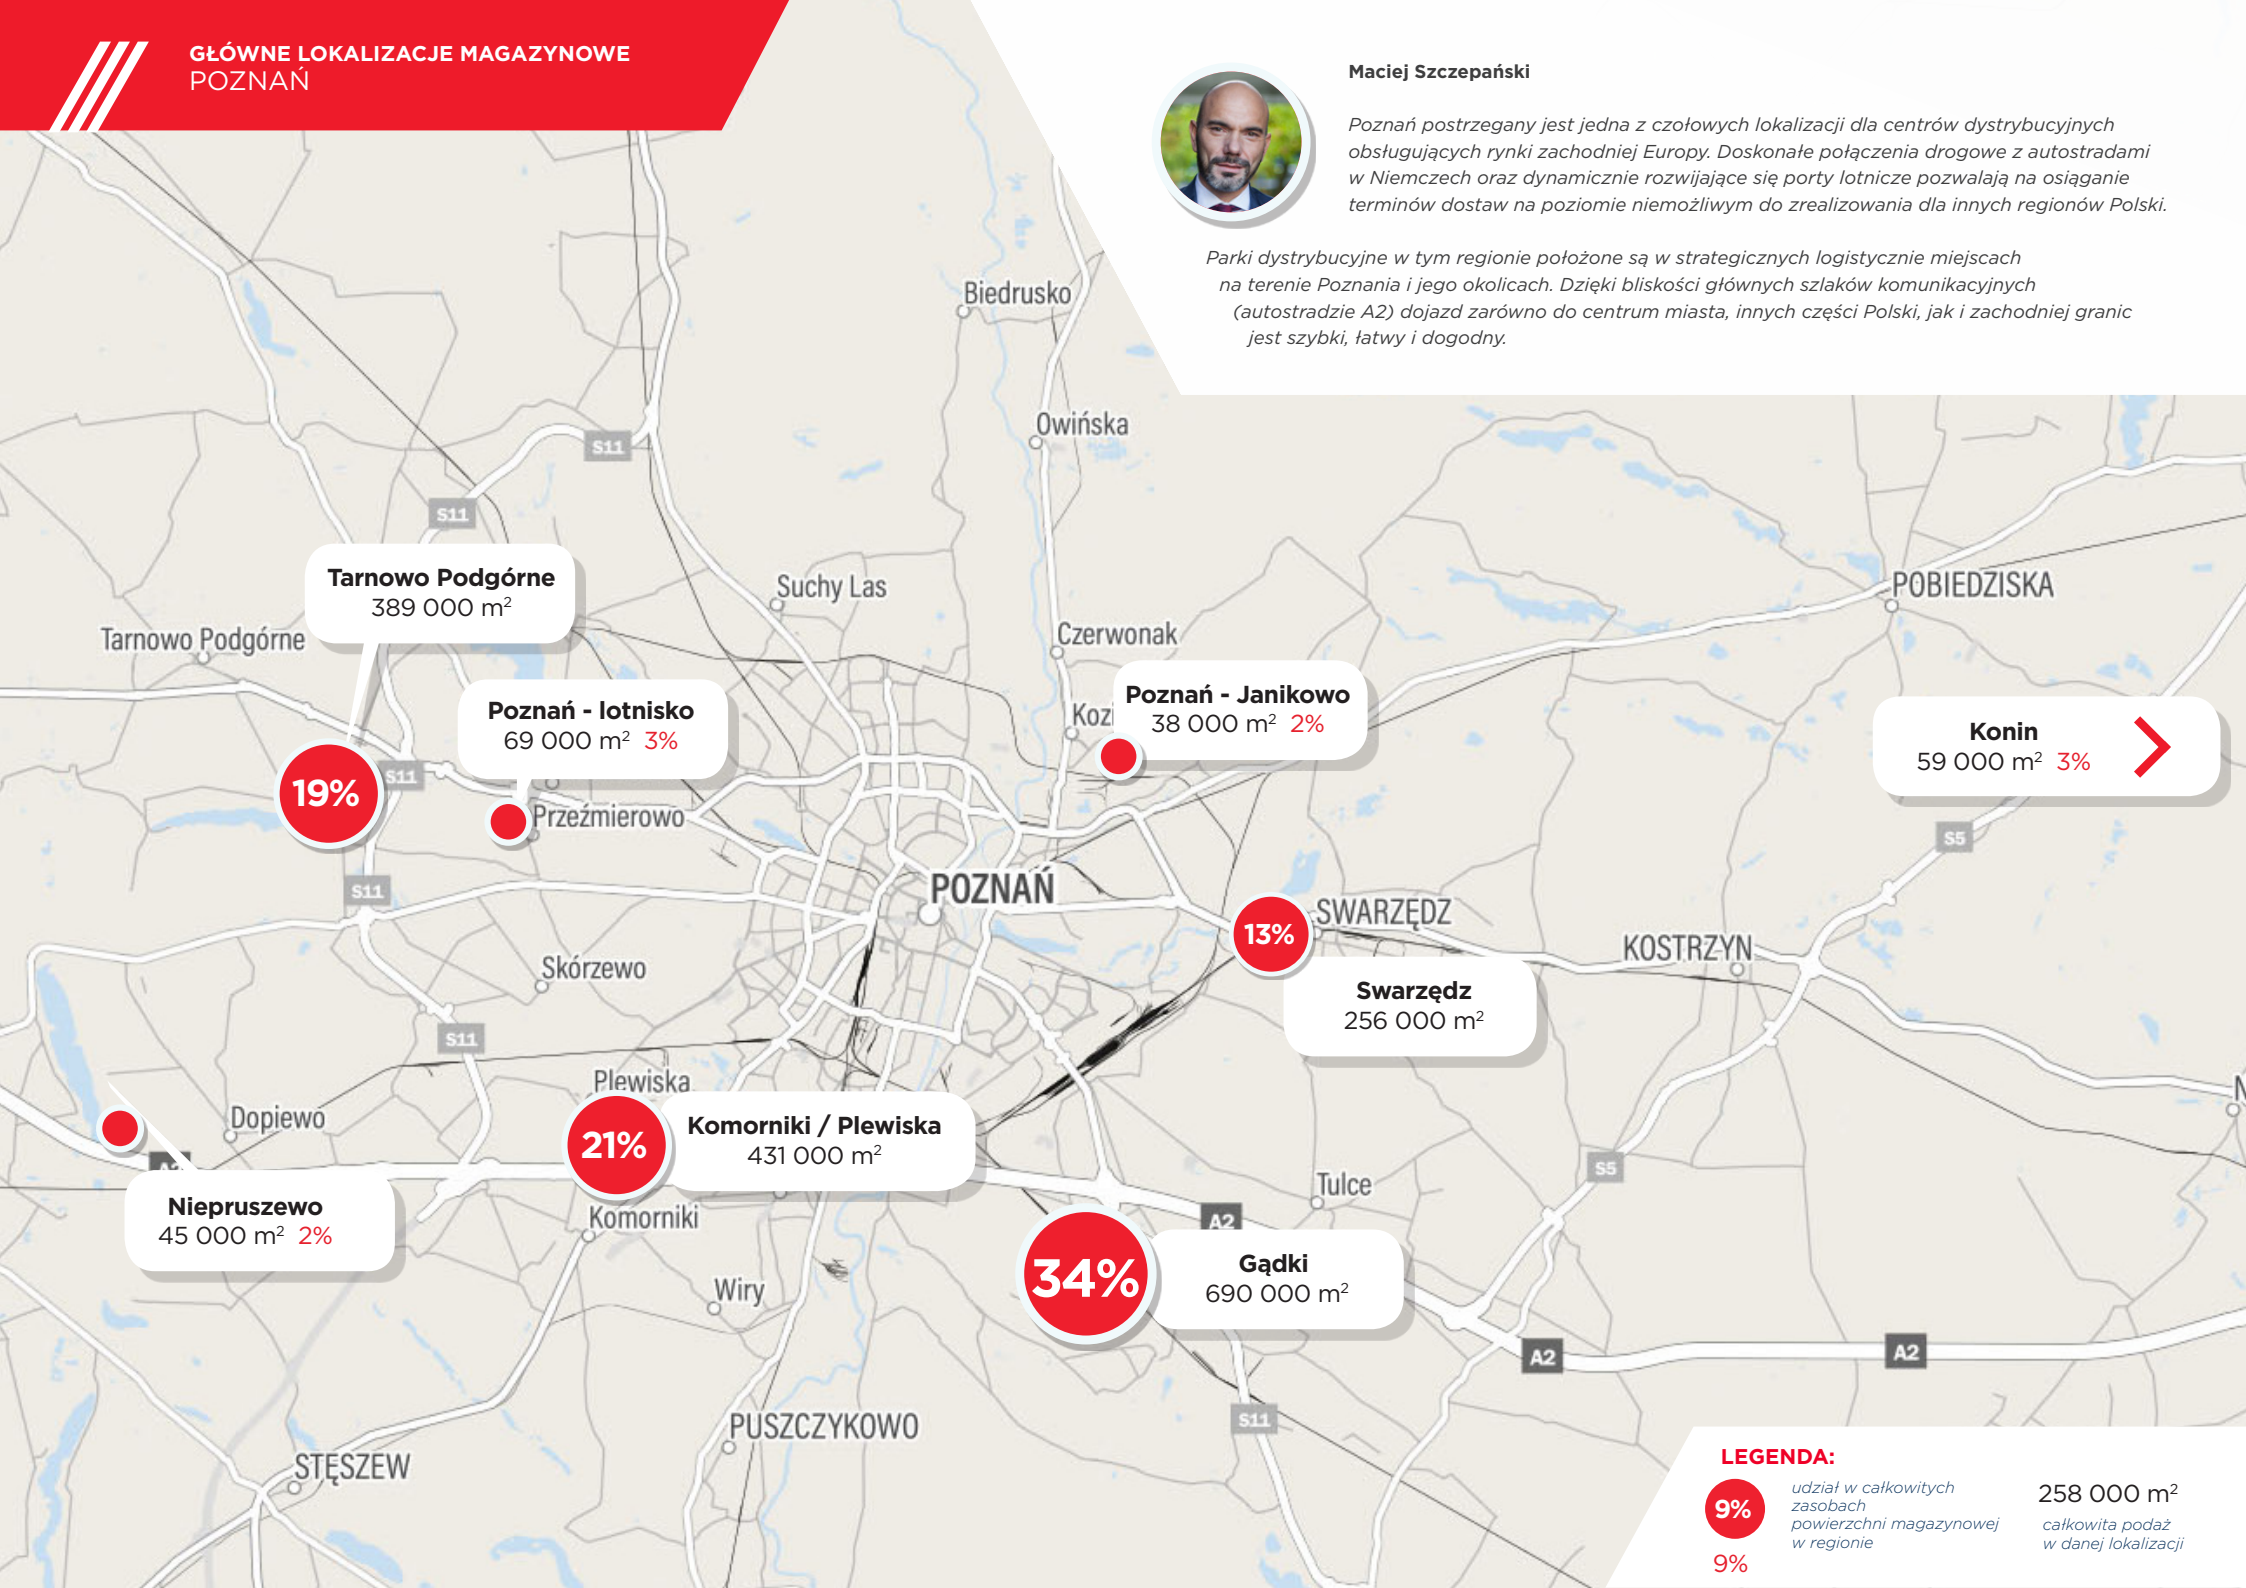 GŁÓWNE LOKALIZACJE MAGAZYNOWE
POZNAŃ
Maciej Szczepański
Poznań postrzegany jest jedna z czołowych lokalizacji dla centrów dystrybucyjnych
obsługujących rynki zachodniej Europy. Doskonałe połączenia drogowe z autostradami
w Niemczech oraz dynamicznie rozwijające się porty lotnicze pozwalają na osiąganie
terminów dostaw na poziomie niemożliwym do zrealizowania dla innych regionów Polski.
Parki dystrybucyjne w tym regionie położone są w strategicznych logistycznie miejscach
na terenie Poznania i jego okolicach. Dzięki bliskości głównych szlaków komunikacyjnych
(autostradzie A2) dojazd zarówno do centrum miasta, innych części Polski, jak i zachodniej granic
jest szybki, łatwy i dogodny.
Biedrusko
Owińska
S11
S11
Tarnowo Podgórne
389 000 m²
Suchy Las
POBIEDZISKA
Tarnowo Podgórne
Czerwonak
Poznań - lotnisko
69 000 m² 3%
Kozi
Poznań - Janikowo
38 000 m² 2%
Konin
59 000 m² 3%
19%
S11
Przeźmierowo
S5
S11
POZNAŃ
13%
SWARZĘDZ
KOSTRZYN
Skórzewo
Swarzędz
256 000 m²
S11
Plewiska
Dopiewo
21%
Komorniki / Plewiska
431 000 m²
N
A2
S5
Tulce
Niepruszewo
45 000 m² 2%
Komorniki
A2
34%
Gądki
690 000 m²
Wiry
A2
A2
PUSZCZYKOWO
S11
STĘSZEW
LEGENDA:
9%
udział w całkowitych
zasobach
powierzchni magazynowej
w regionie
9%
258 000 m²
całkowita podaż
w danej lokalizacji